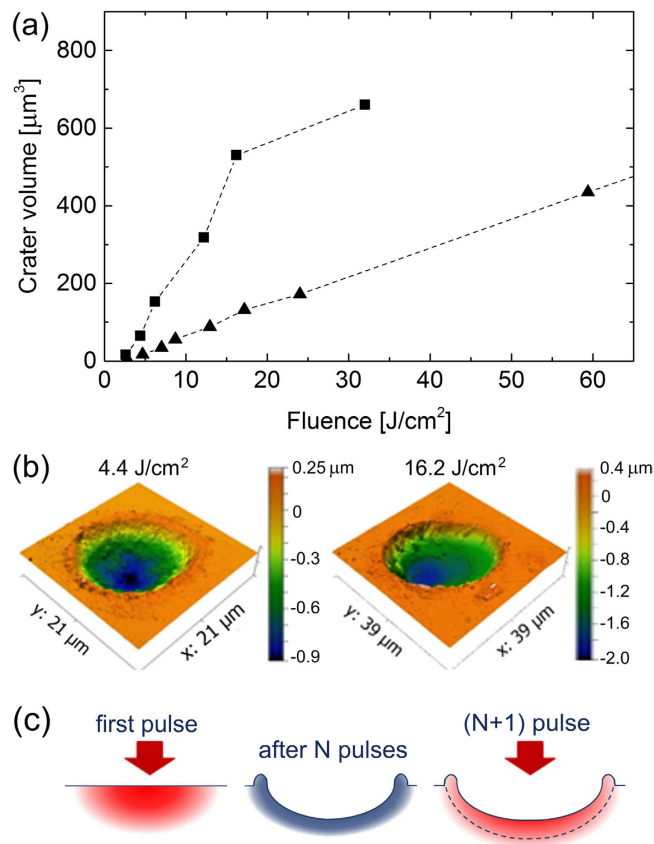 (a)
800
600
400
200
0
Crater volume [µm³]
0 10 20 30 40 50 60
Fluence [J/cm²]
(b)
4.4 J/cm²
0.25 µm
0
-0.3
-0.6
-0.9
y: 21 µm
x: 21 µm
16.2 J/cm²
0.4 µm
0
-0.4
-0.8
-1.2
-1.6
-2.0
y: 39 µm
x: 39 µm
(c)
first pulse
after N pulses
(N+1) pulse